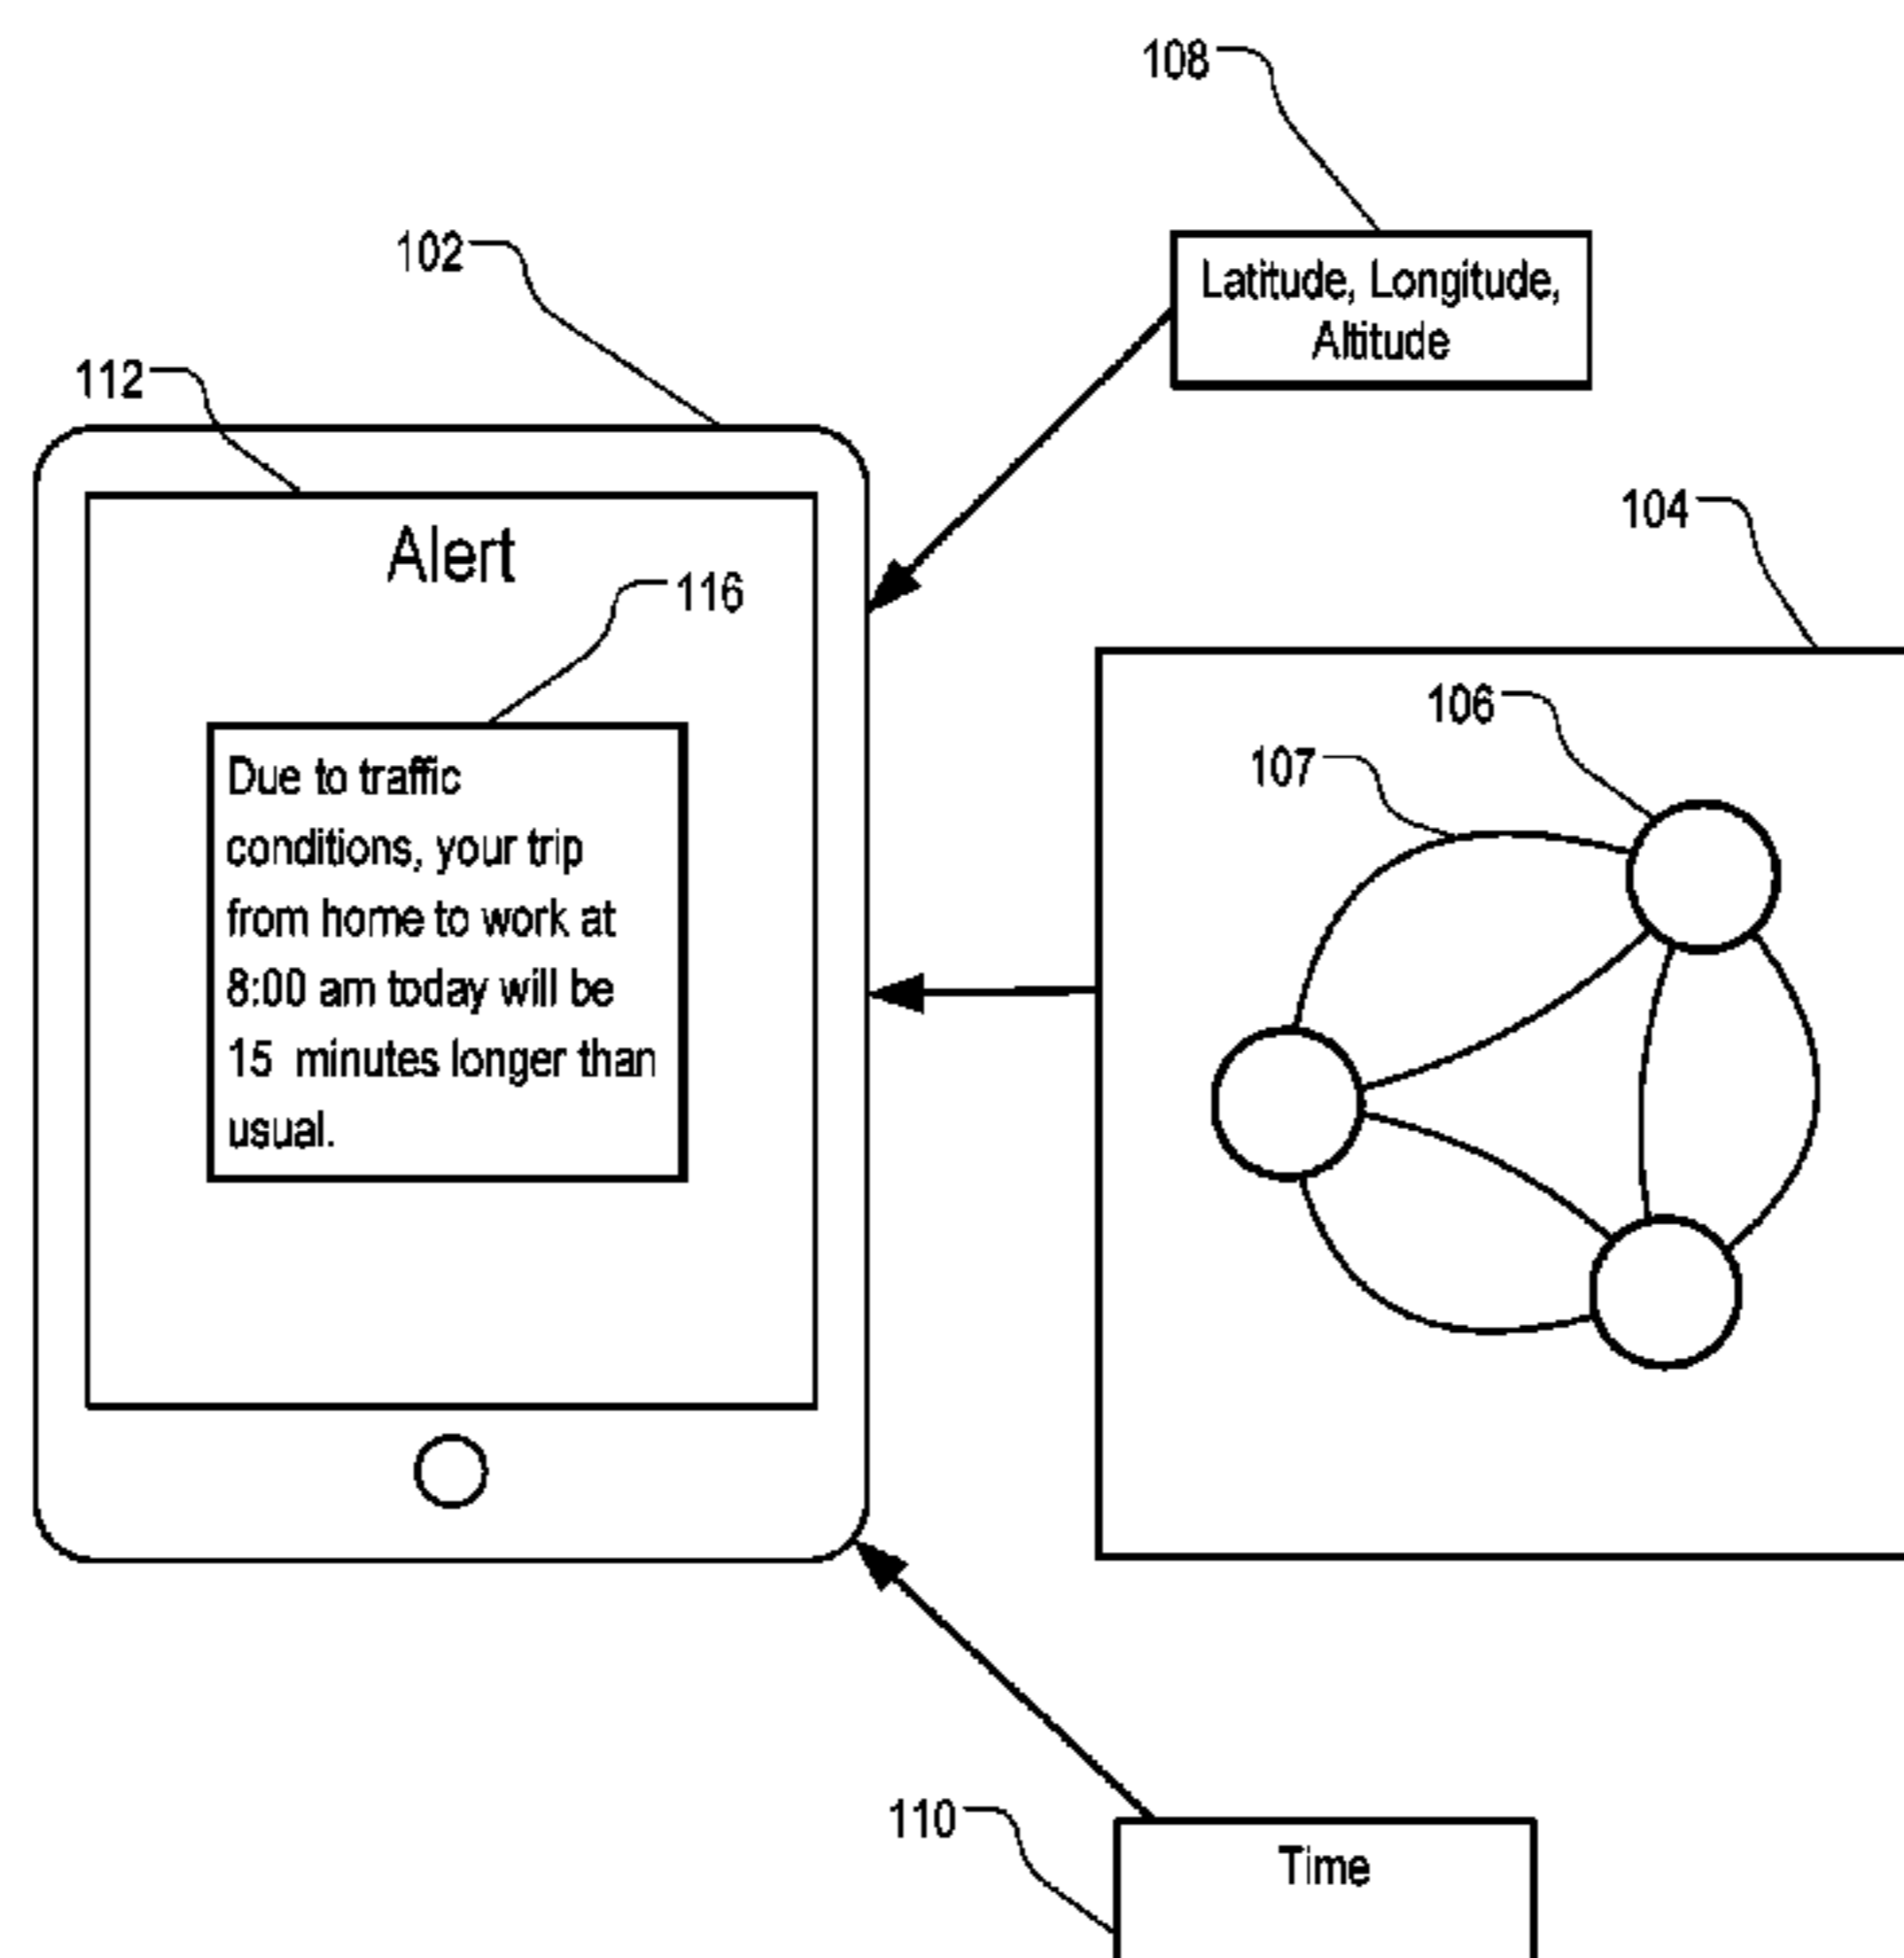 108
102
Latitude, Longitude,
Altitude
112
104
Alert
116
106
107
Due to traffic
conditions, your trip
from home to work at
8:00 am today will be
15  minutes longer than
usual.
110
Time